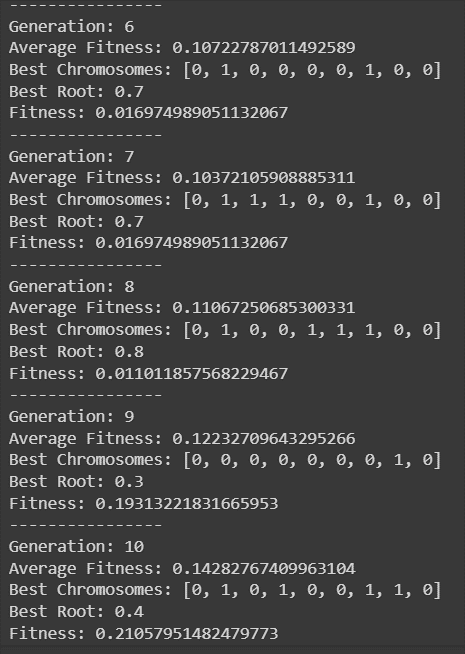 ----------------
Generation: 6
Average Fitness: 0.10722787011492589
Best Chromosomes: [0, 1, 0, 0, 0, 0, 1, 0, 0]
Best Root: 0.7
Fitness: 0.016974989051132067
----------------
Generation: 7
Average Fitness: 0.10372105908885311
Best Chromosomes: [0, 1, 1, 1, 0, 0, 1, 0, 0]
Best Root: 0.7
Fitness: 0.016974989051132067
----------------
Generation: 8
Average Fitness: 0.11067250685300331
Best Chromosomes: [0, 1, 0, 0, 1, 1, 1, 0, 0]
Best Root: 0.8
Fitness: 0.011011857568229467
----------------
Generation: 9
Average Fitness: 0.12232709643295266
Best Chromosomes: [0, 0, 0, 0, 0, 0, 0, 1, 0]
Best Root: 0.3
Fitness: 0.19313221831665953
----------------
Generation: 10
Average Fitness: 0.14282767409963104
Best Chromosomes: [0, 1, 0, 1, 0, 0, 1, 1, 0]
Best Root: 0.4
Fitness: 0.21057951482479773